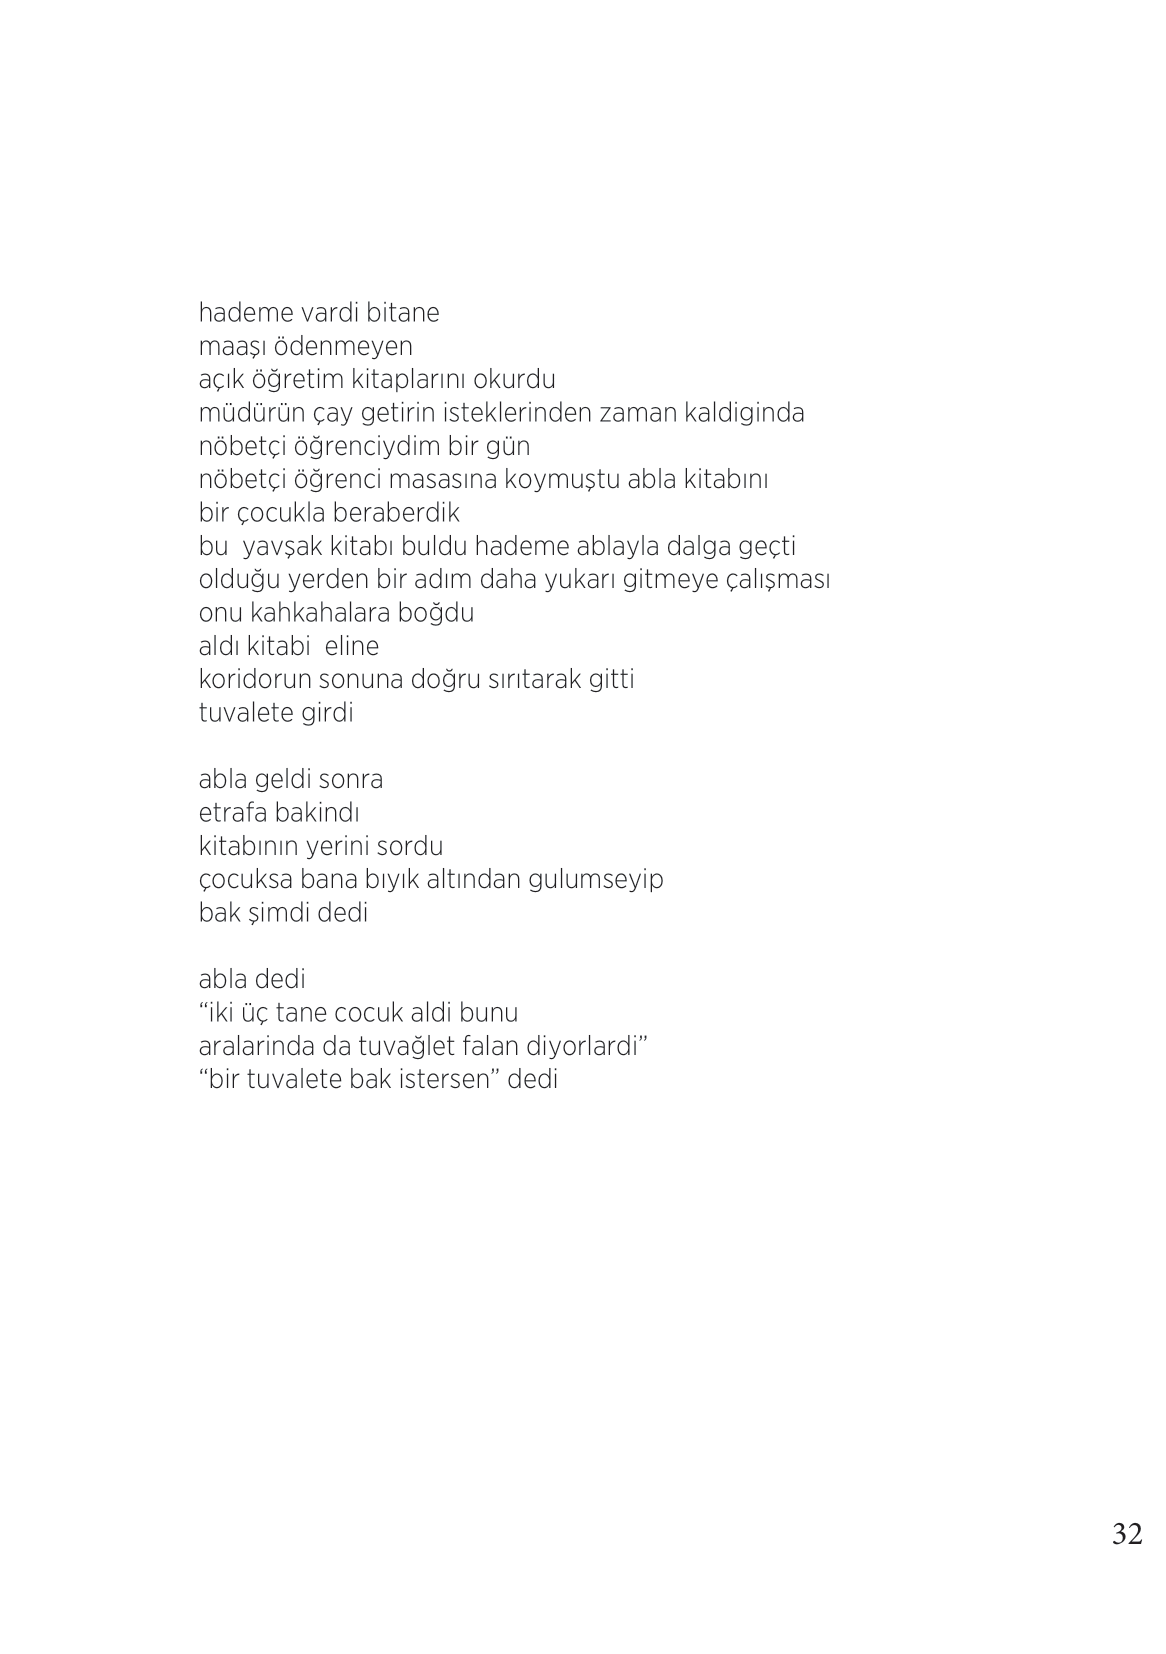 hademe vardi bitane
maaşı ödenmeyen
açık öğretim kitaplarını okurdu
müdürün çay getirin isteklerinden zaman kaldiginda
nöbetçi öğrenciydim bir gün
nöbetçi öğrenci masasına koymuştu abla kitabını
bir çocukla beraberdik
bu  yavşak kitabı buldu hademe ablayla dalga geçti
olduğu yerden bir adım daha yukarı gitmeye çalışması
onu kahkahalara boğdu
aldı kitabi  eline
koridorun sonuna doğru sırıtarak gitti
tuvalete girdi

abla geldi sonra
etrafa bakindı
kitabının yerini sordu
çocuksa bana bıyık altından gulumseyip
bak şimdi dedi

abla dedi
“iki üç tane cocuk aldi bunu
aralarinda da tuvağlet falan diyorlardi”
“bir tuvalete bak istersen” dedi

32